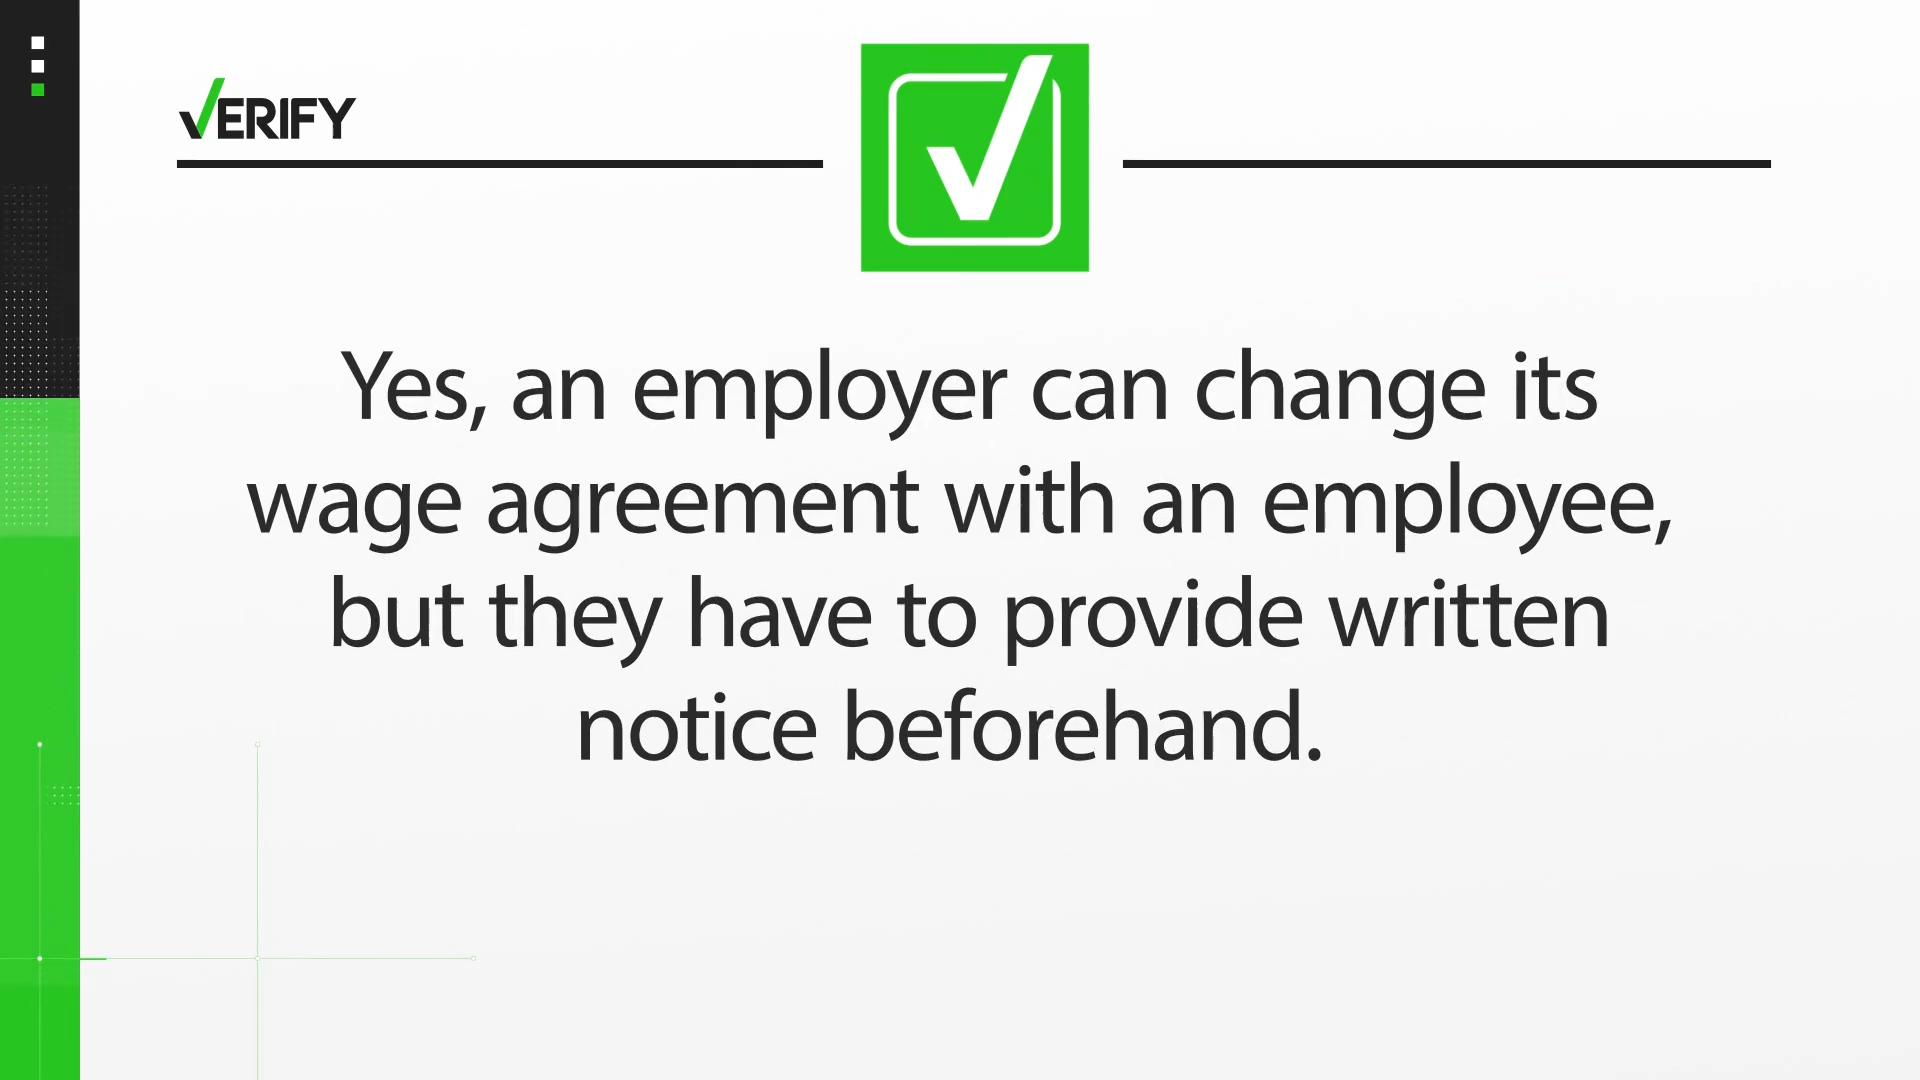 VERIFY
Yes, an employer can change its
wage agreement with an employee,
but they have to provide written
notice beforehand.